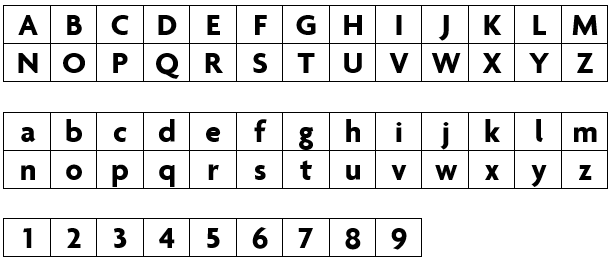 A B C D E F G H I J K L M
N O P Q R S T U V W X Y Z
a b c d e f g h i j k l m
n o p q r s t u v w x y z
1 2 3 4 5 6 7 8 9